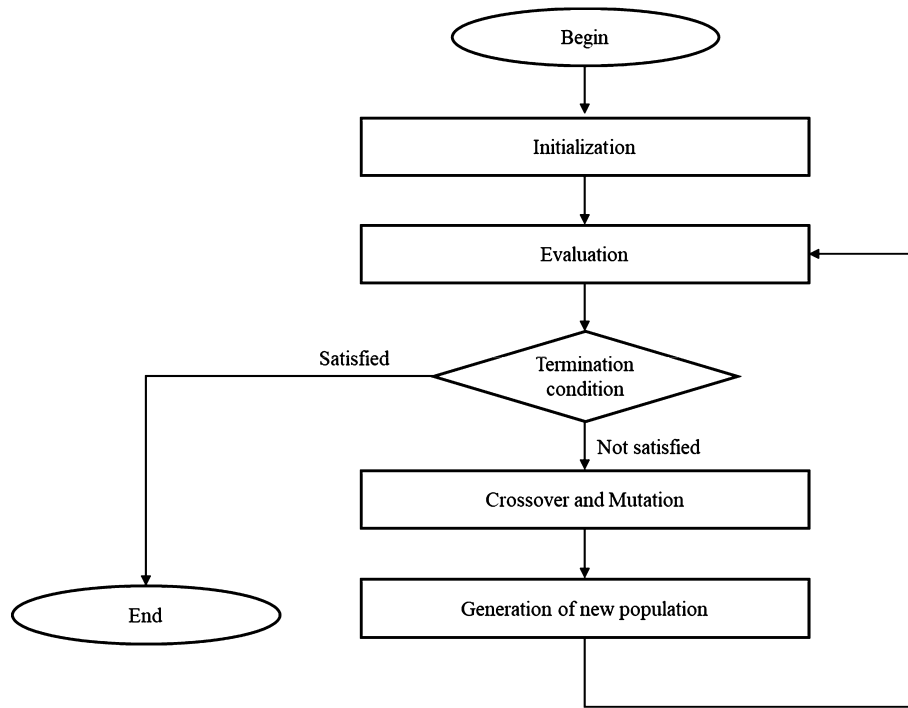 Begin
Initialization
Evaluation
Termination
condition
Satisfied
Not satisfied
Crossover and Mutation
Generation of new population
End